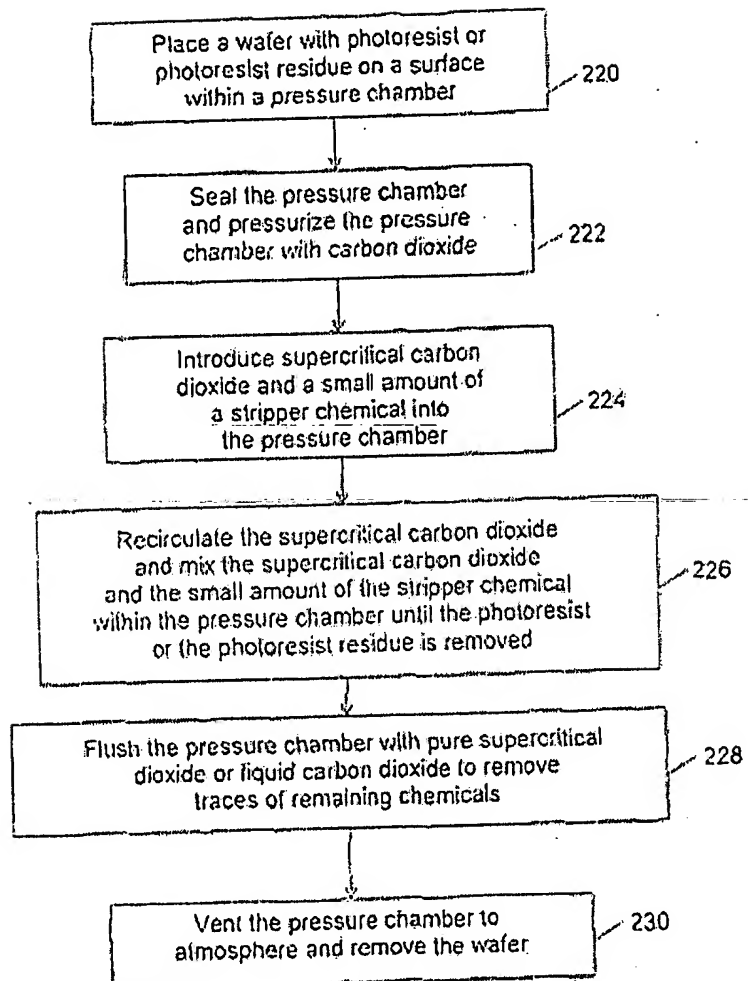 Place a wafer with photoresist or
photoresist residue on a surface
within a pressure chamber
220
Seal the pressure chamber
and pressurize the pressure
chamber with carbon dioxide
222
Introduce supercritical carbon
dioxide and a small amount of
a stripper chemical into
the pressure chamber
224
Recirculate the supercritical carbon dioxide
and mix the supercritical carbon dioxide
and the small amount of the stripper chemical
within the pressure chamber until the photoresist
or the photoresist residue is removed
226
Flush the pressure chamber with pure supercritical
dioxide or liquid carbon dioxide to remove
traces of remaining chemicals
228
Vent the pressure chamber to
atmosphere and remove the wafer
230